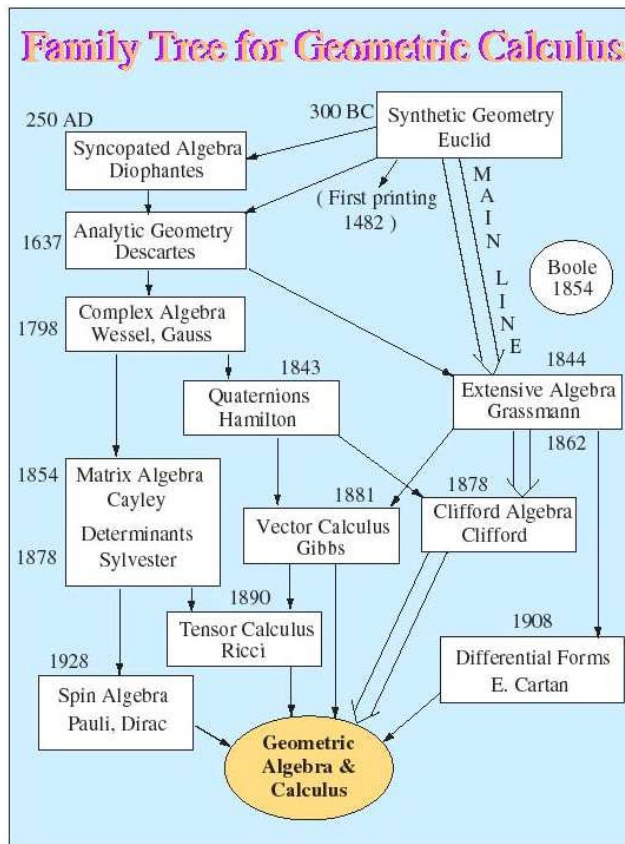 Family Tree for Geometric Calculus
300 BC
Synthetic Geometry
Euclid
250 AD
Syncopated Algebra
Diophantes
( First printing
1482 )
MAIN LINE
1637
Analytic Geometry
Descartes
Boole
1854
1798
Complex Algebra
Wessel, Gauss
1843
Quaternions
Hamilton
1844
Extensive Algebra
Grassmann
1862
1854
Matrix Algebra
Cayley
Determinants
1878
Sylvester
1881
Vector Calculus
Gibbs
1878
Clifford Algebra
Clifford
1890
Tensor Calculus
Ricci
1908
Differential Forms
E. Cartan
1928
Spin Algebra
Pauli, Dirac
Geometric
Algebra &
Calculus